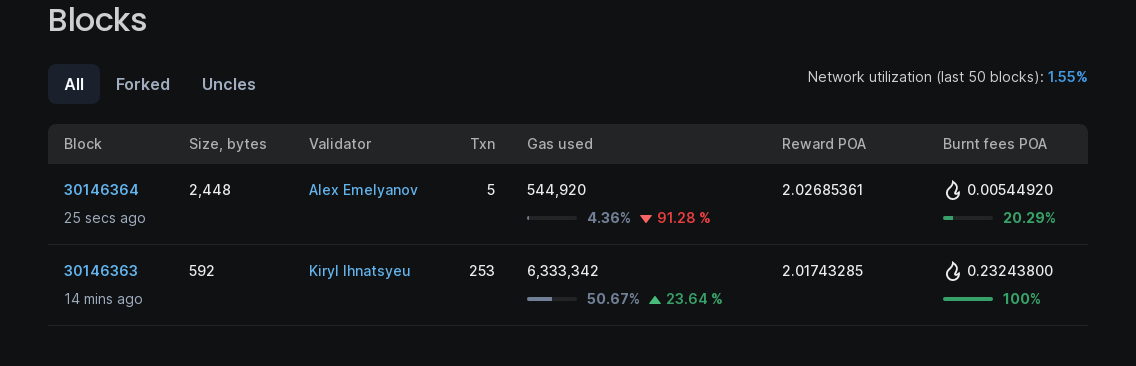 Blocks
All Forked Uncles
Network utilization (last 50 blocks): 1.55%
Block Size, bytes Validator Txn Gas used Reward POA Burnt fees POA
30146364 2,448 Alex Emelyanov 5 544,920 2.02685361 0.00544920
25 secs ago 4.36% 91.28 % 20.29%
30146363 592 Kiryl Ihnatsyeu 253 6,333,342 2.01743285 0.23243800
14 mins ago 50.67% 23.64 % 100%